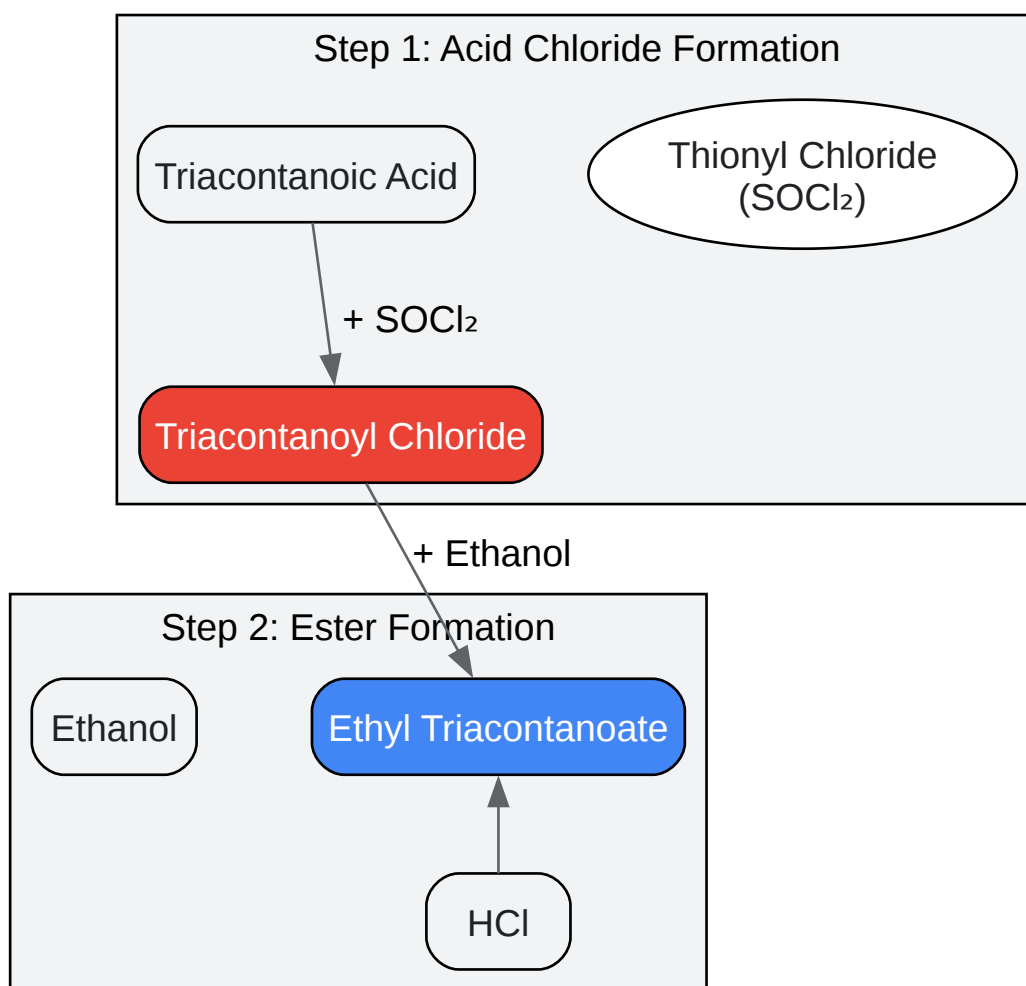 Step 1: Acid Chloride Formation
Triacontanoic Acid
Thionyl Chloride
(SOCl₂)
+ SOCl₂
Triacontanoyl Chloride
+ Ethanol
Step 2: Ester Formation
Ethanol
Ethyl Triacontanoate
HCl